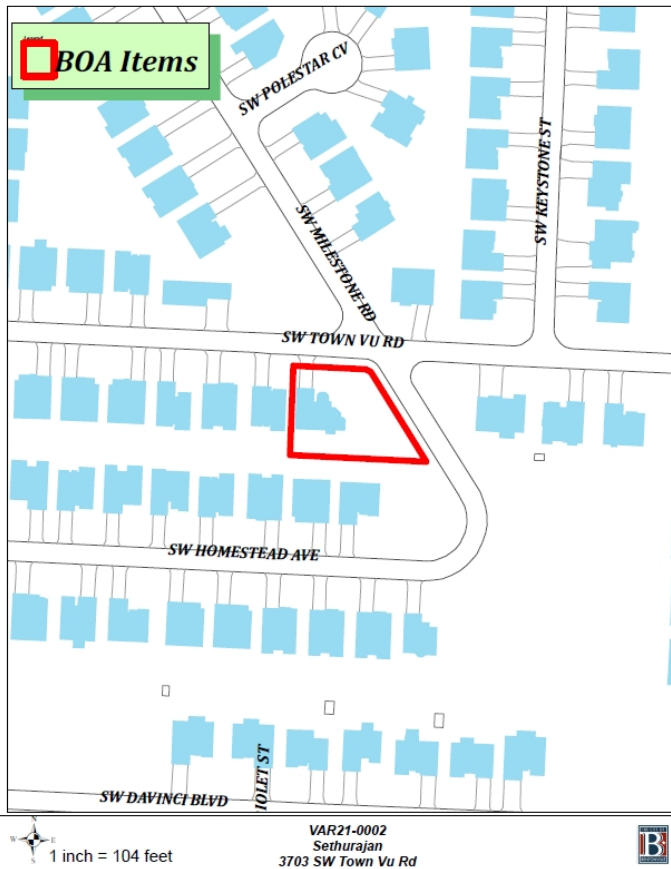 Legend
BOA Items
SW POLESTAR CV
SW KEYSTONE ST
SW MILESTONE RD
SW TOWN VU RD
SW HOMESTEAD AVE
IOLET ST
SW DAVINCI BLVD
N
W E
S
1 inch = 104 feet
VAR21-0002
Sethurajan
3703 SW Town Vu Rd
B